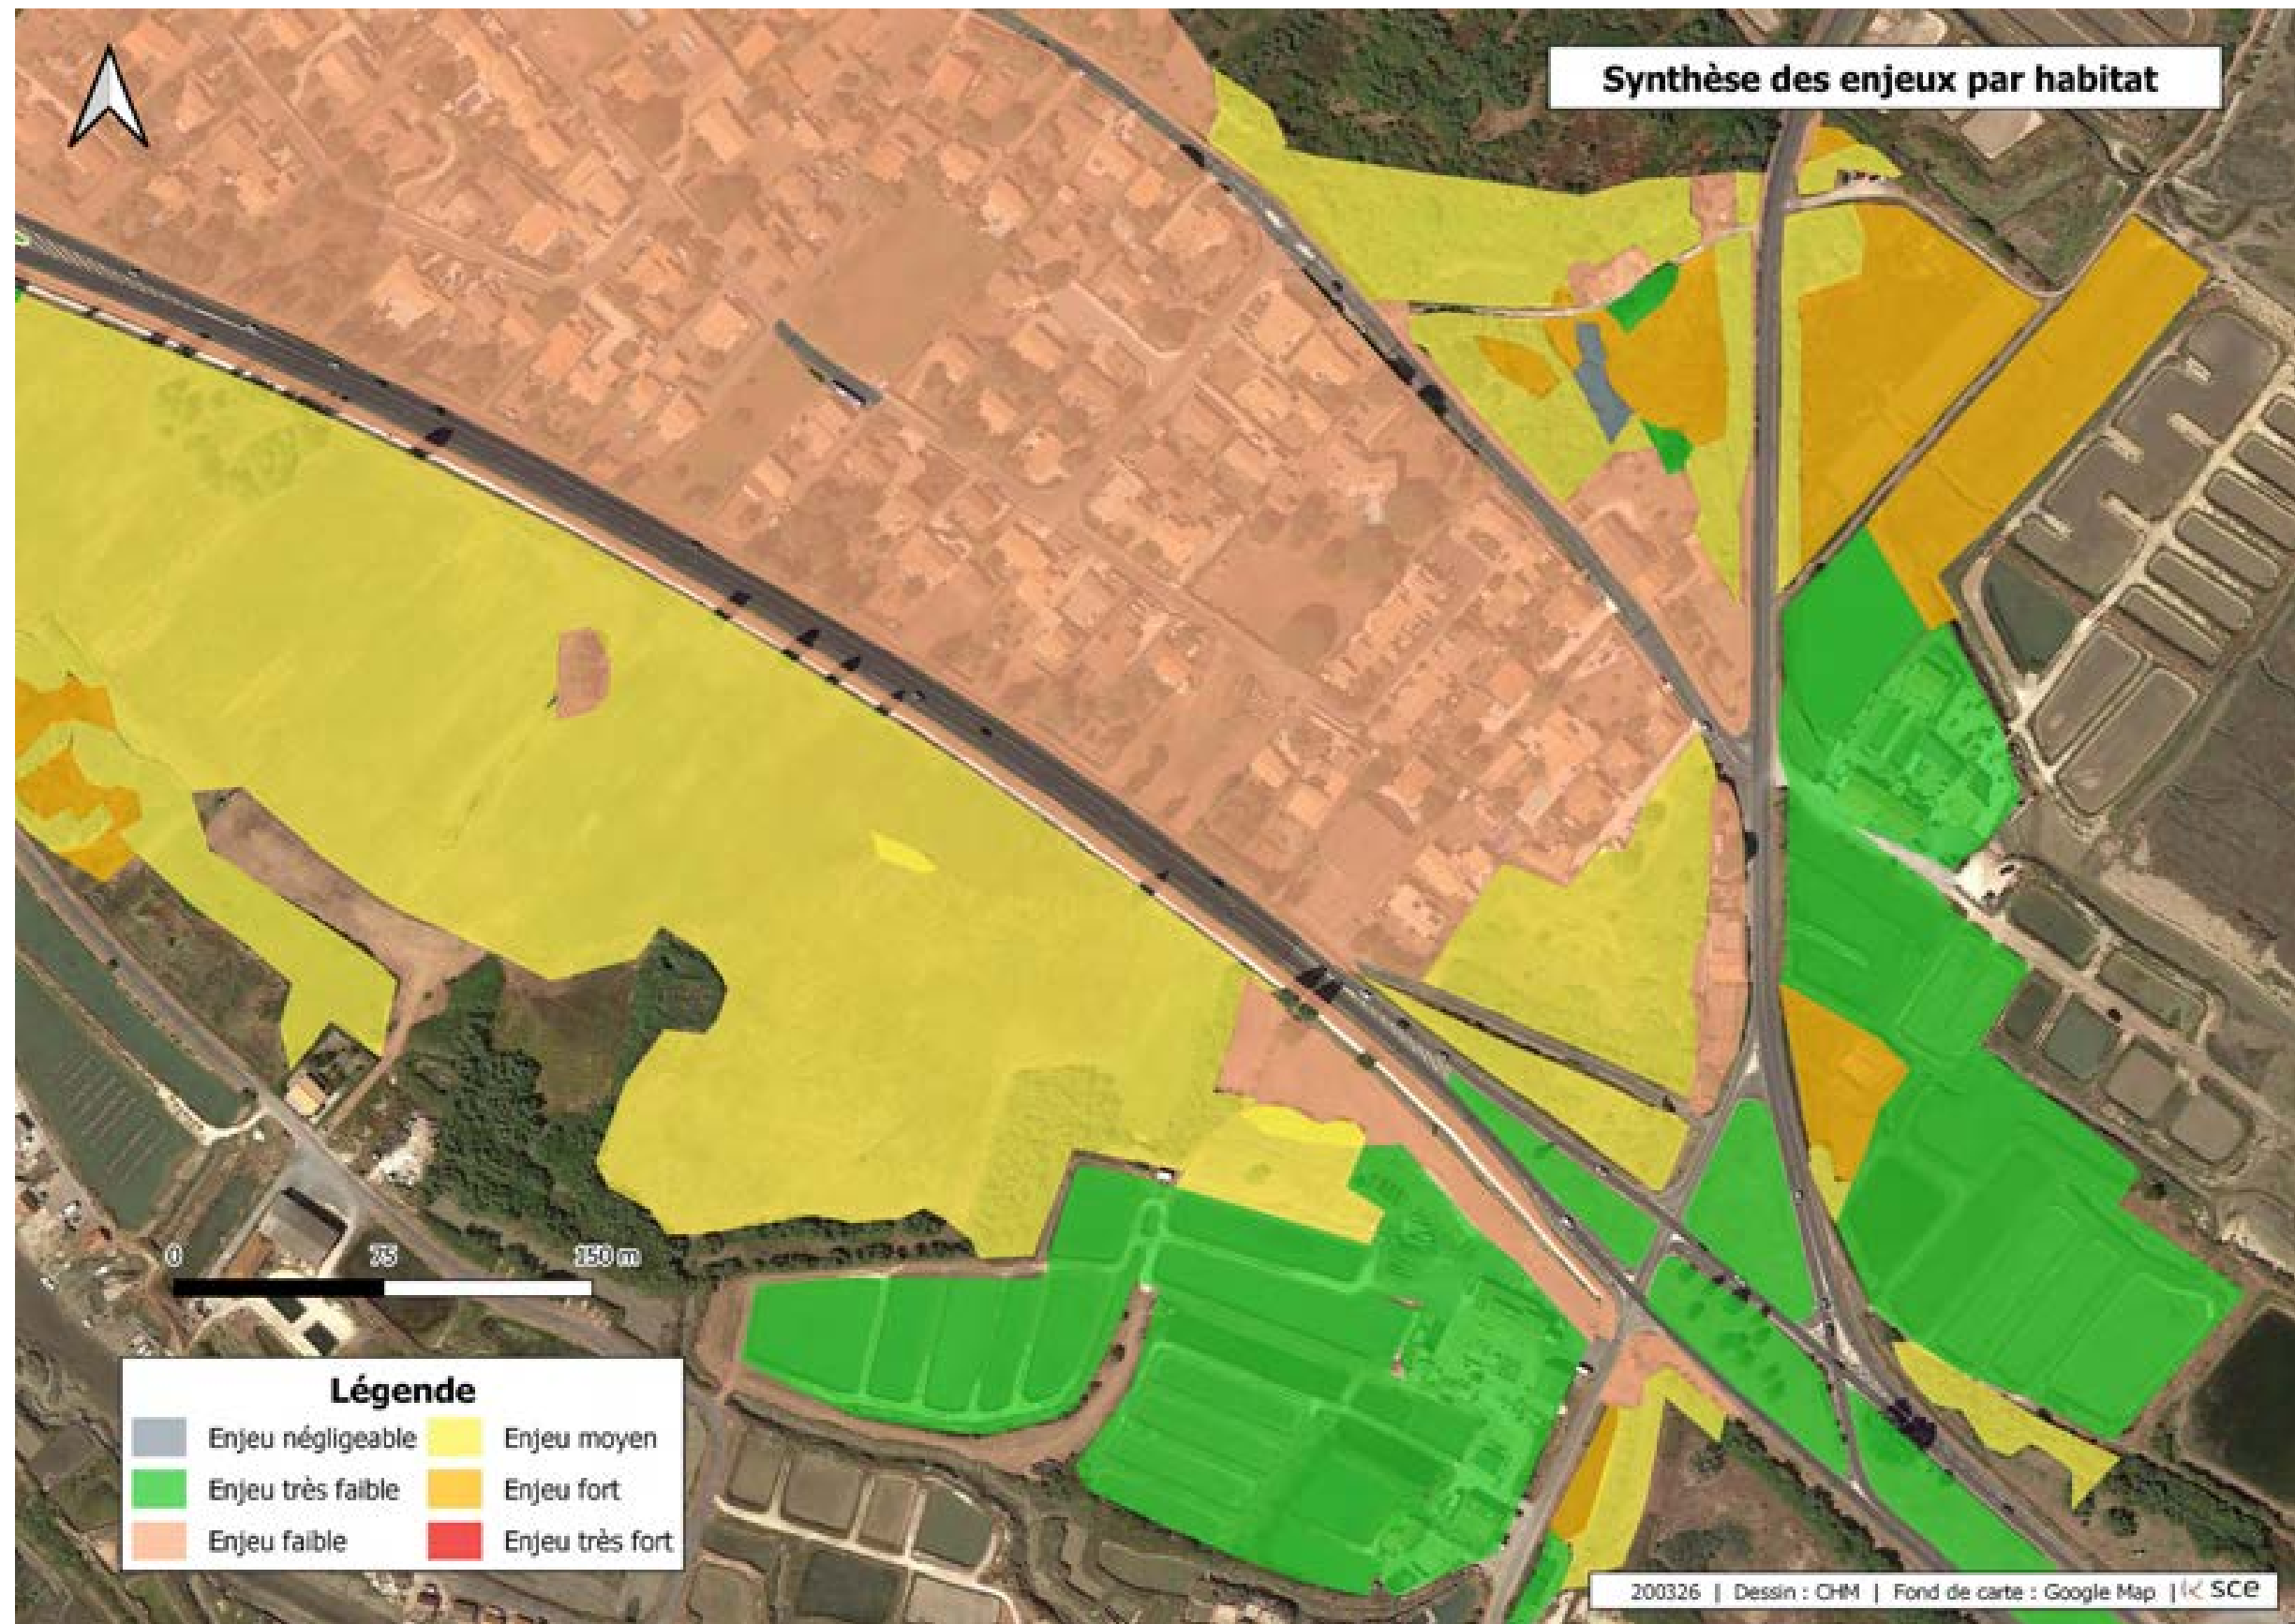 Synthèse des enjeux par habitat
0 75 150 m
Légende
Enjeu négligeable
Enjeu très faible
Enjeu faible
Enjeu moyen
Enjeu fort
Enjeu très fort
200326 | Dessin : CHM | Fond de carte : Google Map | sce